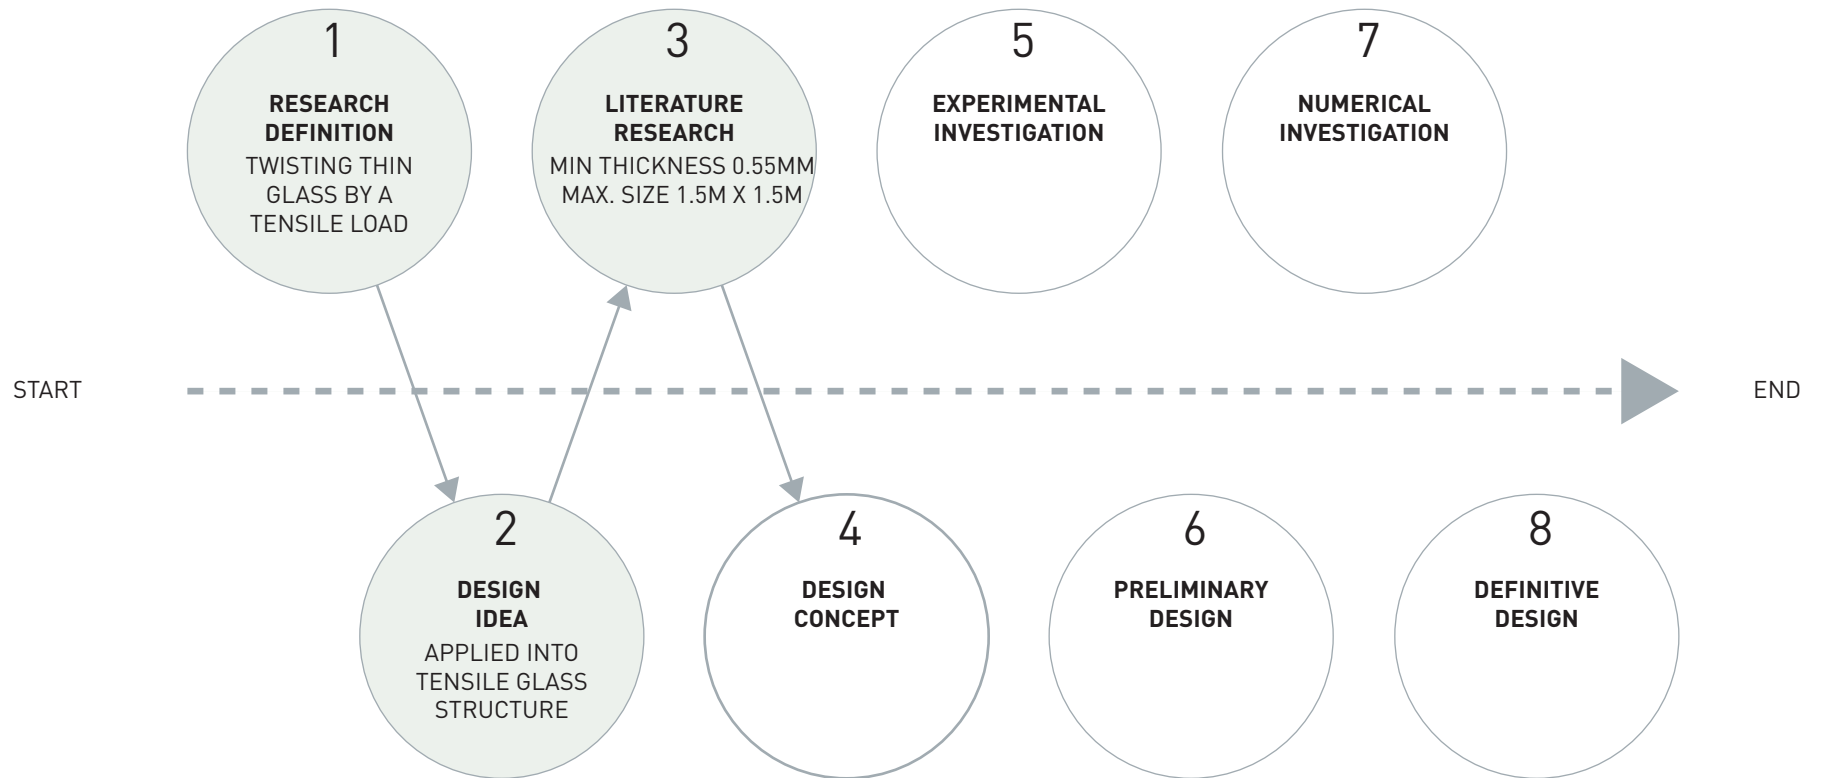 1
RESEARCH
DEFINITION
TWISTING THIN
GLASS BY A
TENSILE LOAD
3
LITERATURE
RESEARCH
MIN THICKNESS 0.55MM
MAX. SIZE 1.5M X 1.5M
5
EXPERIMENTAL
INVESTIGATION
7
NUMERICAL
INVESTIGATION
START
END
2
DESIGN
IDEA
APPLIED INTO
TENSILE GLASS
STRUCTURE
4
DESIGN
CONCEPT
6
PRELIMINARY
DESIGN
8
DEFINITIVE
DESIGN